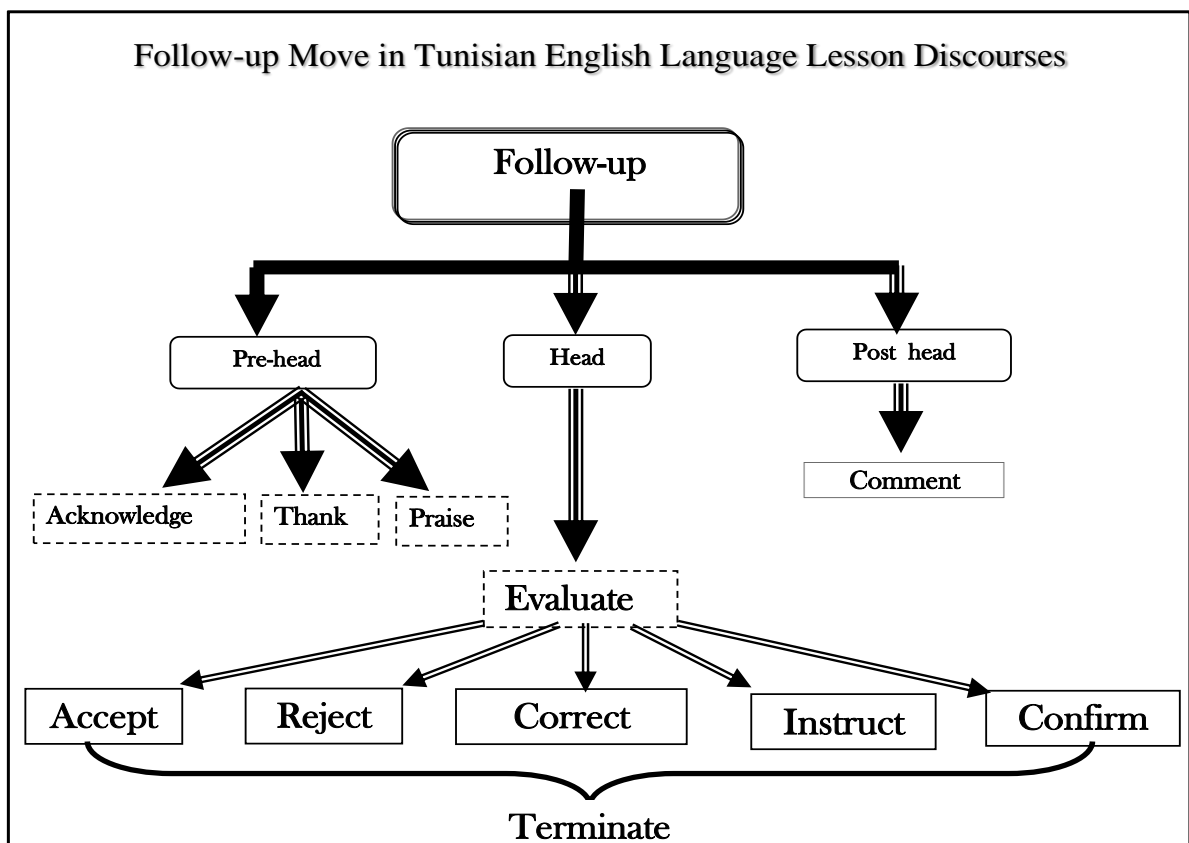 Follow-up Move in Tunisian English Language Lesson Discourses
Follow-up
Pre-head
Head
Post head
Acknowledge
Thank
Praise
Comment
Evaluate
Accept
Reject
Correct
Instruct
Confirm
Terminate